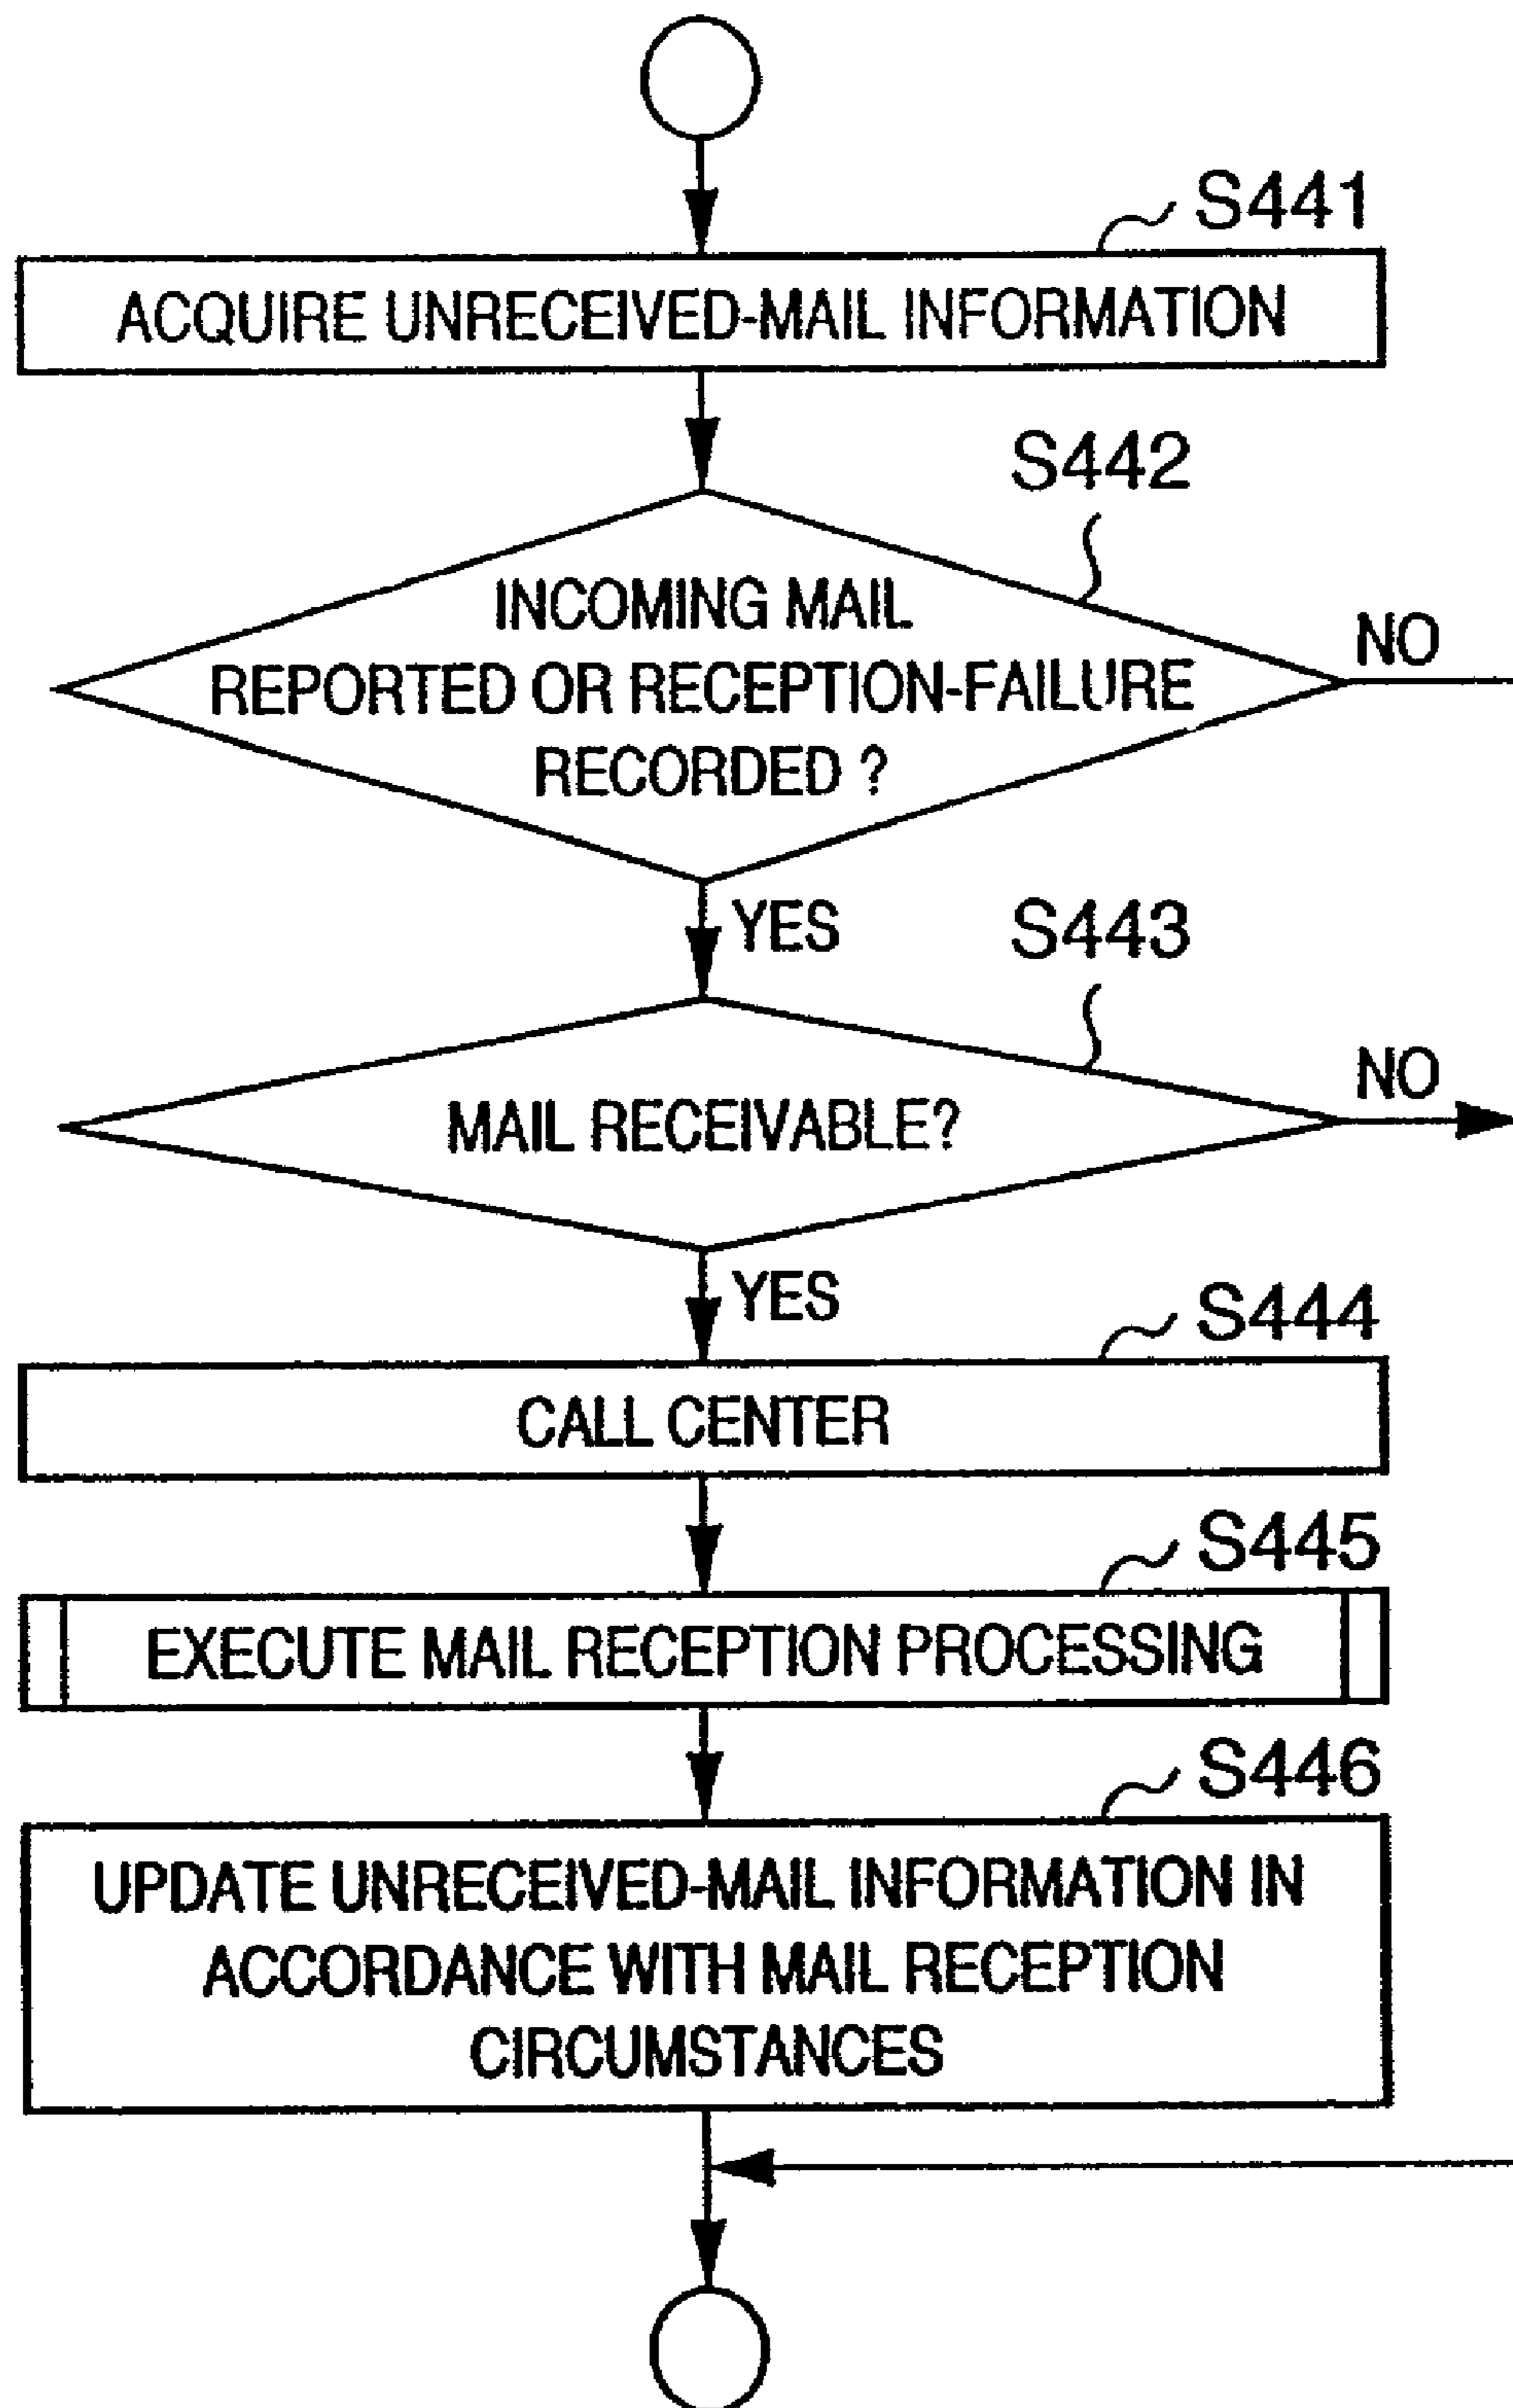 S441
ACQUIRE UNRECEIVED-MAIL INFORMATION
S442
INCOMING MAIL
REPORTED OR RECEPTION-FAILURE
RECORDED ?
NO
YES
S443
MAIL RECEIVABLE?
NO
YES
S444
CALL CENTER
S445
EXECUTE MAIL RECEPTION PROCESSING
S446
UPDATE UNRECEIVED-MAIL INFORMATION IN
ACCORDANCE WITH MAIL RECEPTION
CIRCUMSTANCES